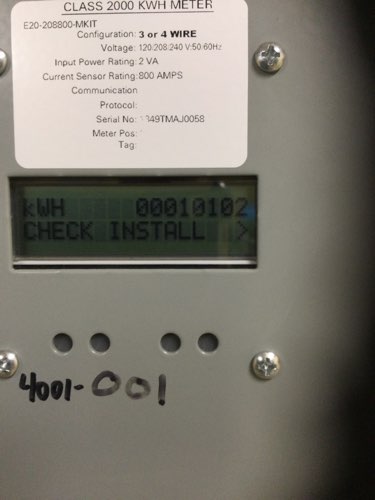 CLASS 2000 KWH METER
E20-208800-MKIT
Configuration: 3 or 4 WIRE
Voltage: 120:208:240 V:50:60Hz
Input Power Rating: 2 VA
Current Sensor Rating: 800 AMPS
Communication
Protocol:
Serial No: 1349TMAJ0058
Meter Pos:
Tag:
kWH 00010102
CHECK INSTALL >
4001-001